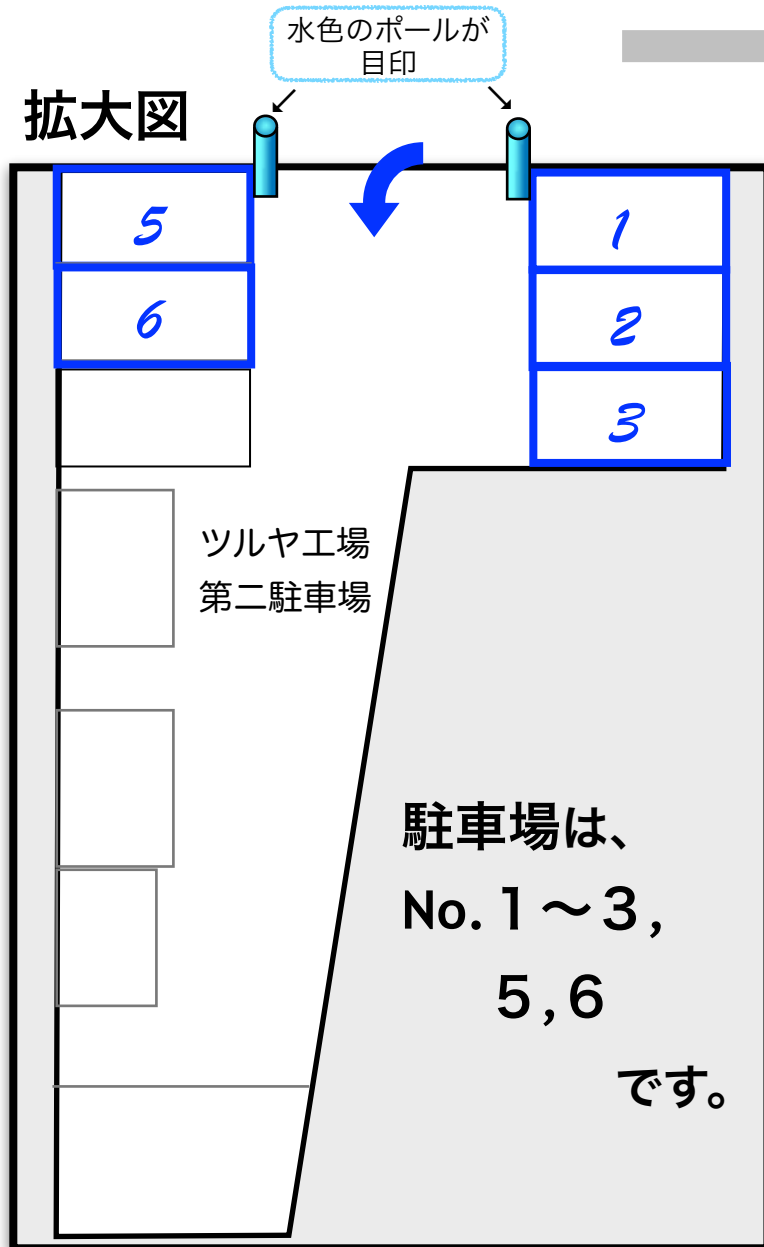 水色のポールが
目印
拡大図
5
1
6
2
3
ツルヤ工場
第二駐車場
駐車場は、
No.１～３,
５,６
です。